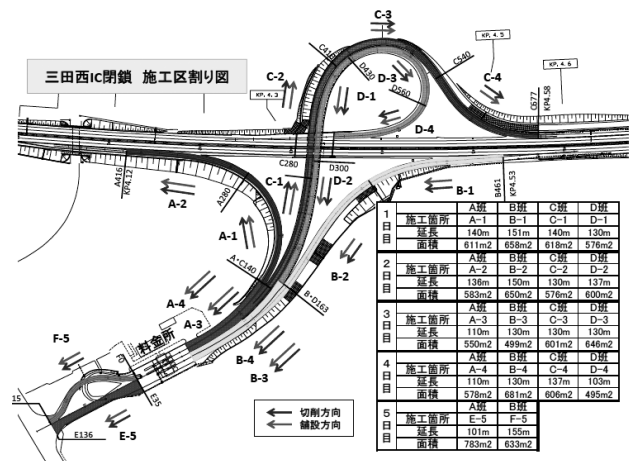 三田西IC閉鎖 施工区割り図
C-3
KP. 4. 5
KP. 4. 6
KP. 4. 3
C-2
C416
D430
D-3
C540
C-4
D-1
D560
D-4
C677
KP4.58
C280
D300
A416
KP4.12
A-2
A280
C-1
D-2
B-1
B461
KP4.53
A-1
A・C140
B-2
B・D163
A-4
A-3
料金所
F-5
B-4
B-3
E35
15
E136
E-5
切削方向
舗設方向
1日目
A班 B班 C班 D班
施工箇所 A-1 B-1 C-1 D-1
延長 140m 151m 140m 130m
面積 611m2 658m2 618m2 576m2
2日目
A班 B班 C班 D班
施工箇所 A-2 B-2 C-2 D-2
延長 136m 150m 130m 137m
面積 583m2 650m2 576m2 600m2
3日目
A班 B班 C班 D班
施工箇所 A-3 B-3 C-3 D-3
延長 110m 130m 130m 130m
面積 550m2 499m2 601m2 646m2
4日目
A班 B班 C班 D班
施工箇所 A-4 B-4 C-4 D-4
延長 110m 130m 137m 103m
面積 578m2 681m2 606m2 495m2
5日目
A班 B班
施工箇所 E-5 F-5
延長 101m 155m
面積 783m2 633m2